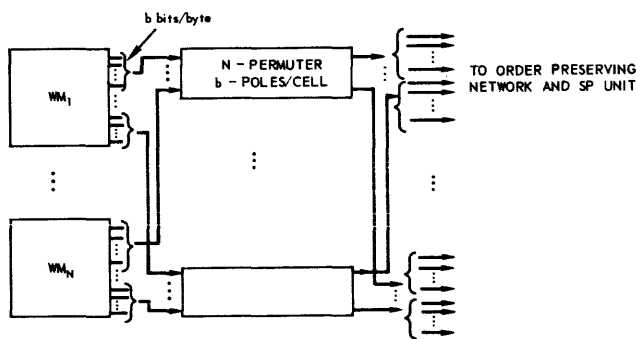 b bits/byte
N - PERMUTER
b - POLES/CELL
TO ORDER PRESERVING
NETWORK AND SP UNIT
WM1
WMN